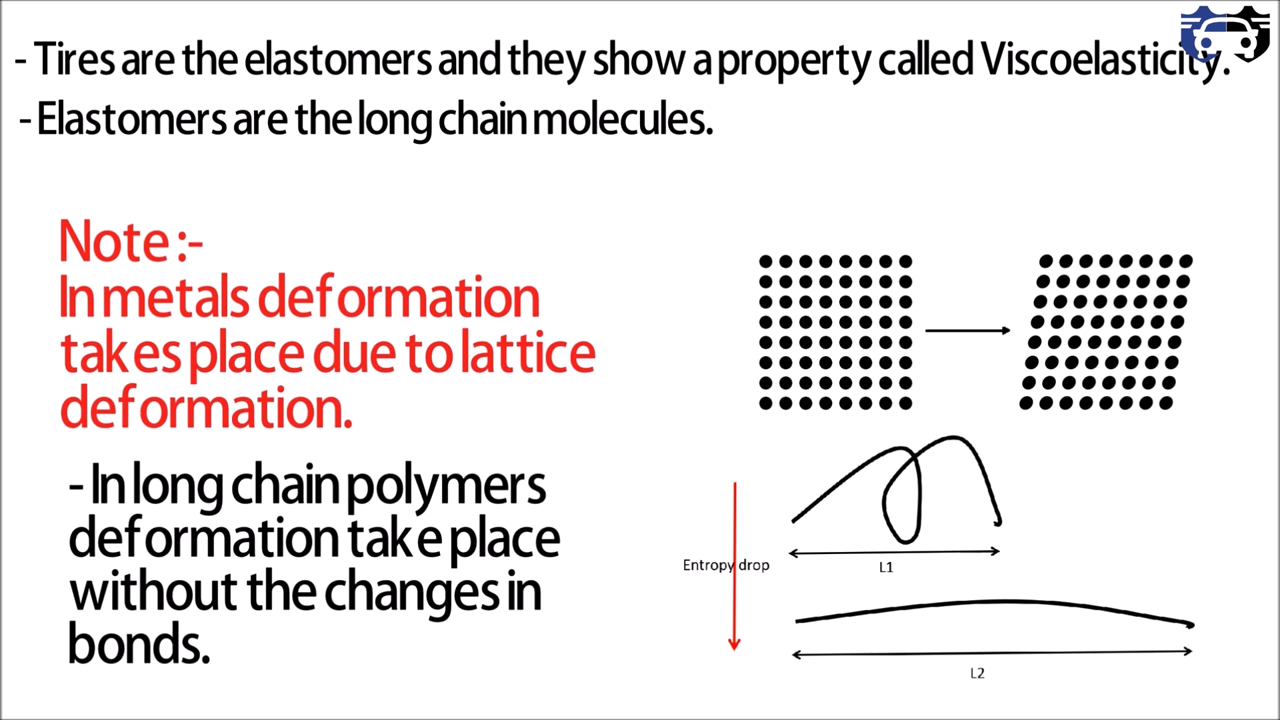 - Tires are the elastomers and they show a property called Viscoelasticity.
- Elastomers are the long chain molecules.
Note :-
In metals deformation
takes place due to lattice
deformation.
- In long chain polymers
deformation take place
without the changes in
bonds.
Entropy drop
L1
L2